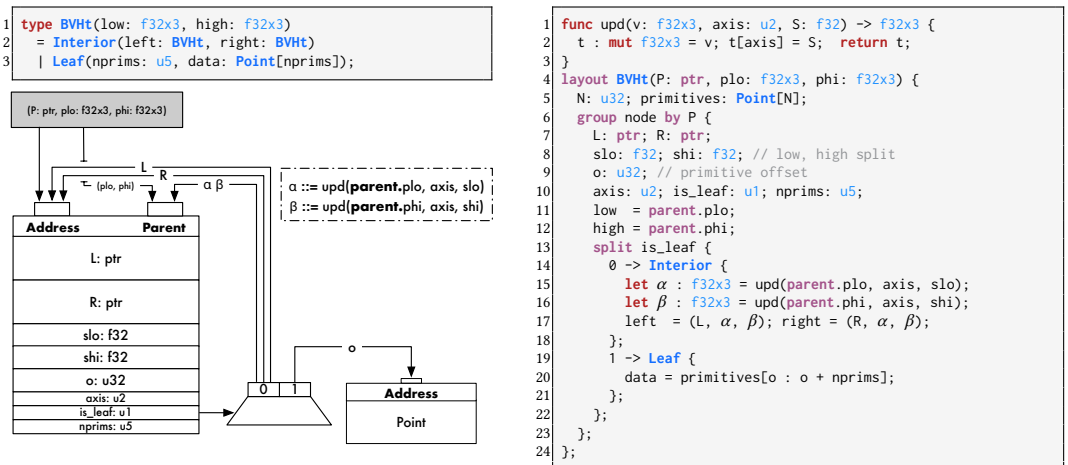 1 type BVHt(low: f32x3, high: f32x3)
2 = Interior(left: BVHt, right: BVHt)
3 | Leaf(nprims: u5, data: Point[nprims]);
(P: ptr, plo: f32x3, phi: f32x3)
L
R
(plo, phi)
α β
α ::= upd(parent.plo, axis, slo)
β ::= upd(parent.phi, axis, shi)
Address Parent
L: ptr
R: ptr
slo: f32
shi: f32
o: u32
axis: u2
is_leaf: u1
nprims: u5
0 1
o
Address
Point
1 func upd(v: f32x3, axis: u2, S: f32) -> f32x3 {
2 t : mut f32x3 = v; t[axis] = S; return t;
3 }
4 layout BVHt(P: ptr, plo: f32x3, phi: f32x3) {
5 N: u32; primitives: Point[N];
6 group node by P {
7 L: ptr; R: ptr;
8 slo: f32; shi: f32; // low, high split
9 o: u32; // primitive offset
10 axis: u2; is_leaf: u1; nprims: u5;
11 low = parent.plo;
12 high = parent.phi;
13 split is_leaf {
14 0 -> Interior {
15 let α : f32x3 = upd(parent.plo, axis, slo);
16 let β : f32x3 = upd(parent.phi, axis, shi);
17 left = (L, α, β); right = (R, α, β);
18 };
19 1 -> Leaf {
20 data = primitives[o : o + nprims];
21 };
22 };
23 };
24 };